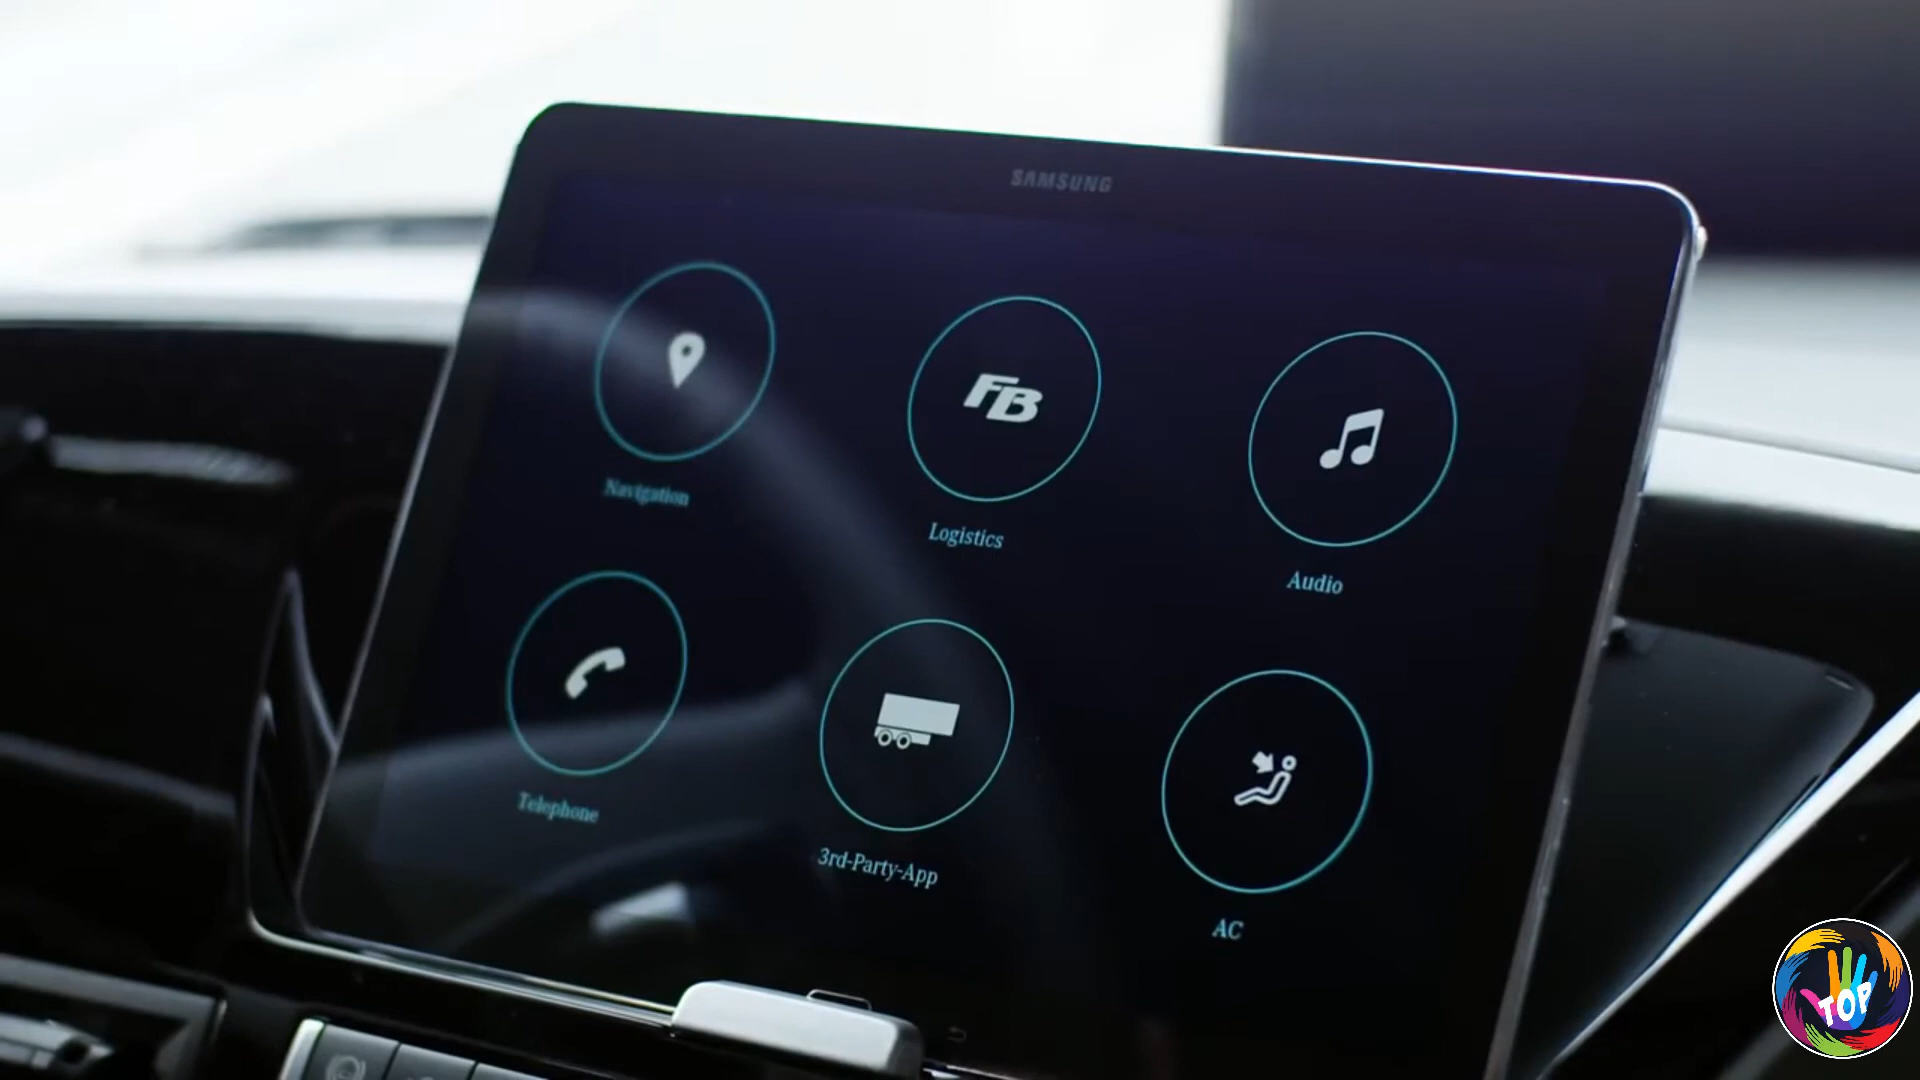 SAMSUNG
FB
Navigation
Logistics
Audio
Telephone
3rd-Party-App
AC
TOP